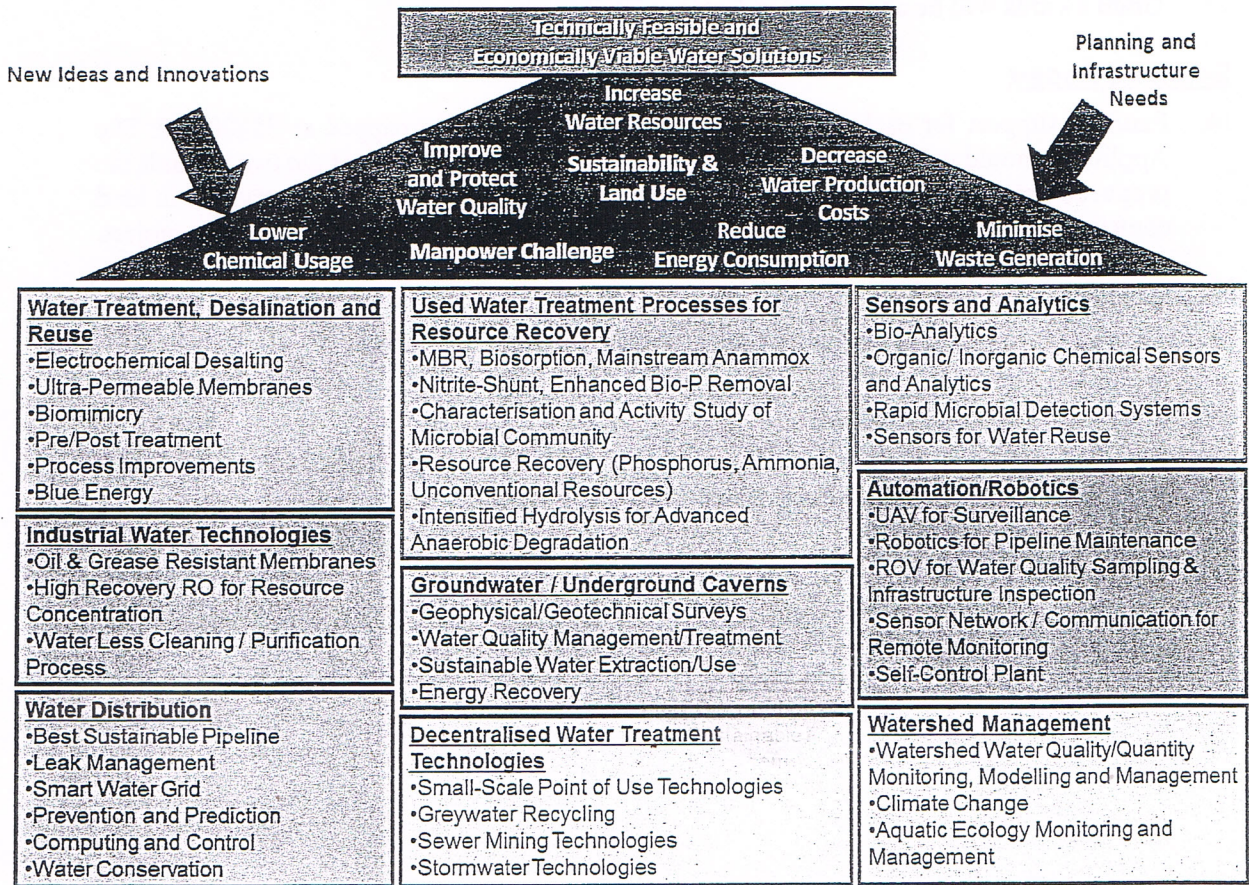 Technically Feasible and
Economically Viable Water Solutions
New Ideas and Innovations
Planning and
Infrastructure
Needs
Increase
Water Resources
Improve
and Protect
Water Quality
Sustainability &
Land Use
Decrease
Water Production
Costs
Lower
Chemical Usage
Manpower Challenge
Reduce
Energy Consumption
Minimise
Waste Generation
Water Treatment, Desalination and
Reuse
•Electrochemical Desalting
•Ultra-Permeable Membranes
•Biomimicry
•Pre/Post Treatment
•Process Improvements
•Blue Energy
Industrial Water Technologies
•Oil & Grease Resistant Membranes
•High Recovery RO for Resource
Concentration
•Water Less Cleaning / Purification
Process
Water Distribution
•Best Sustainable Pipeline
•Leak Management
•Smart Water Grid
•Prevention and Prediction
•Computing and Control
•Water Conservation
Used Water Treatment Processes for
Resource Recovery
•MBR, Biosorption, Mainstream Anammox
•Nitrite-Shunt, Enhanced Bio-P Removal
•Characterisation and Activity Study of
Microbial Community
•Resource Recovery (Phosphorus, Ammonia,
Unconventional Resources)
•Intensified Hydrolysis for Advanced
Anaerobic Degradation
Groundwater / Underground Caverns
•Geophysical/Geotechnical Surveys
•Water Quality Management/Treatment
•Sustainable Water Extraction/Use
•Energy Recovery
Decentralised Water Treatment
Technologies
•Small-Scale Point of Use Technologies
•Greywater Recycling
•Sewer Mining Technologies
•Stormwater Technologies
Sensors and Analytics
•Bio-Analytics
•Organic/ Inorganic Chemical Sensors
and Analytics
•Rapid Microbial Detection Systems
•Sensors for Water Reuse
Automation/Robotics
•UAV for Surveillance
•Robotics for Pipeline Maintenance
•ROV for Water Quality Sampling &
Infrastructure Inspection
•Sensor Network / Communication for
Remote Monitoring
•Self-Control Plant
Watershed Management
•Watershed Water Quality/Quantity
Monitoring, Modelling and Management
•Climate Change
•Aquatic Ecology Monitoring and
Management